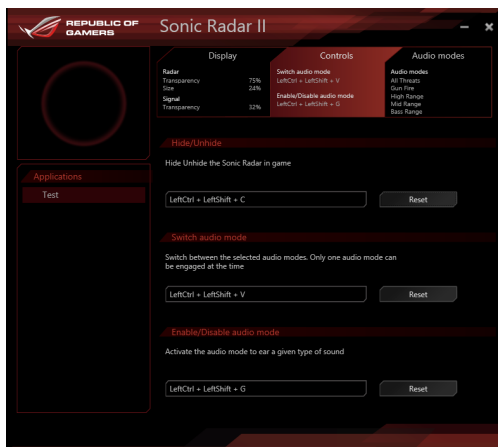 REPUBLIC OF
GAMERS
Sonic Radar II
Display
Radar
Transparency 75%
Size 24%
Signal
Transparency 32%
Controls
Switch audio mode
LeftCtrl + LeftShift + V
Enable/Disable audio mode
LeftCtrl + LeftShift + G
Audio modes
Audio modes
All Threats
Gun Fire
High Range
Mid Range
Bass Range
Applications
Test
Hide/Unhide
Hide Unhide the Sonic Radar in game
LeftCtrl + LeftShift + C Reset
Switch audio mode
Switch between the selected audio modes. Only one audio mode can
be engaged at the time
LeftCtrl + LeftShift + V Reset
Enable/Disable audio mode
Activate the audio mode to ear a given type of sound
LeftCtrl + LeftShift + G Reset